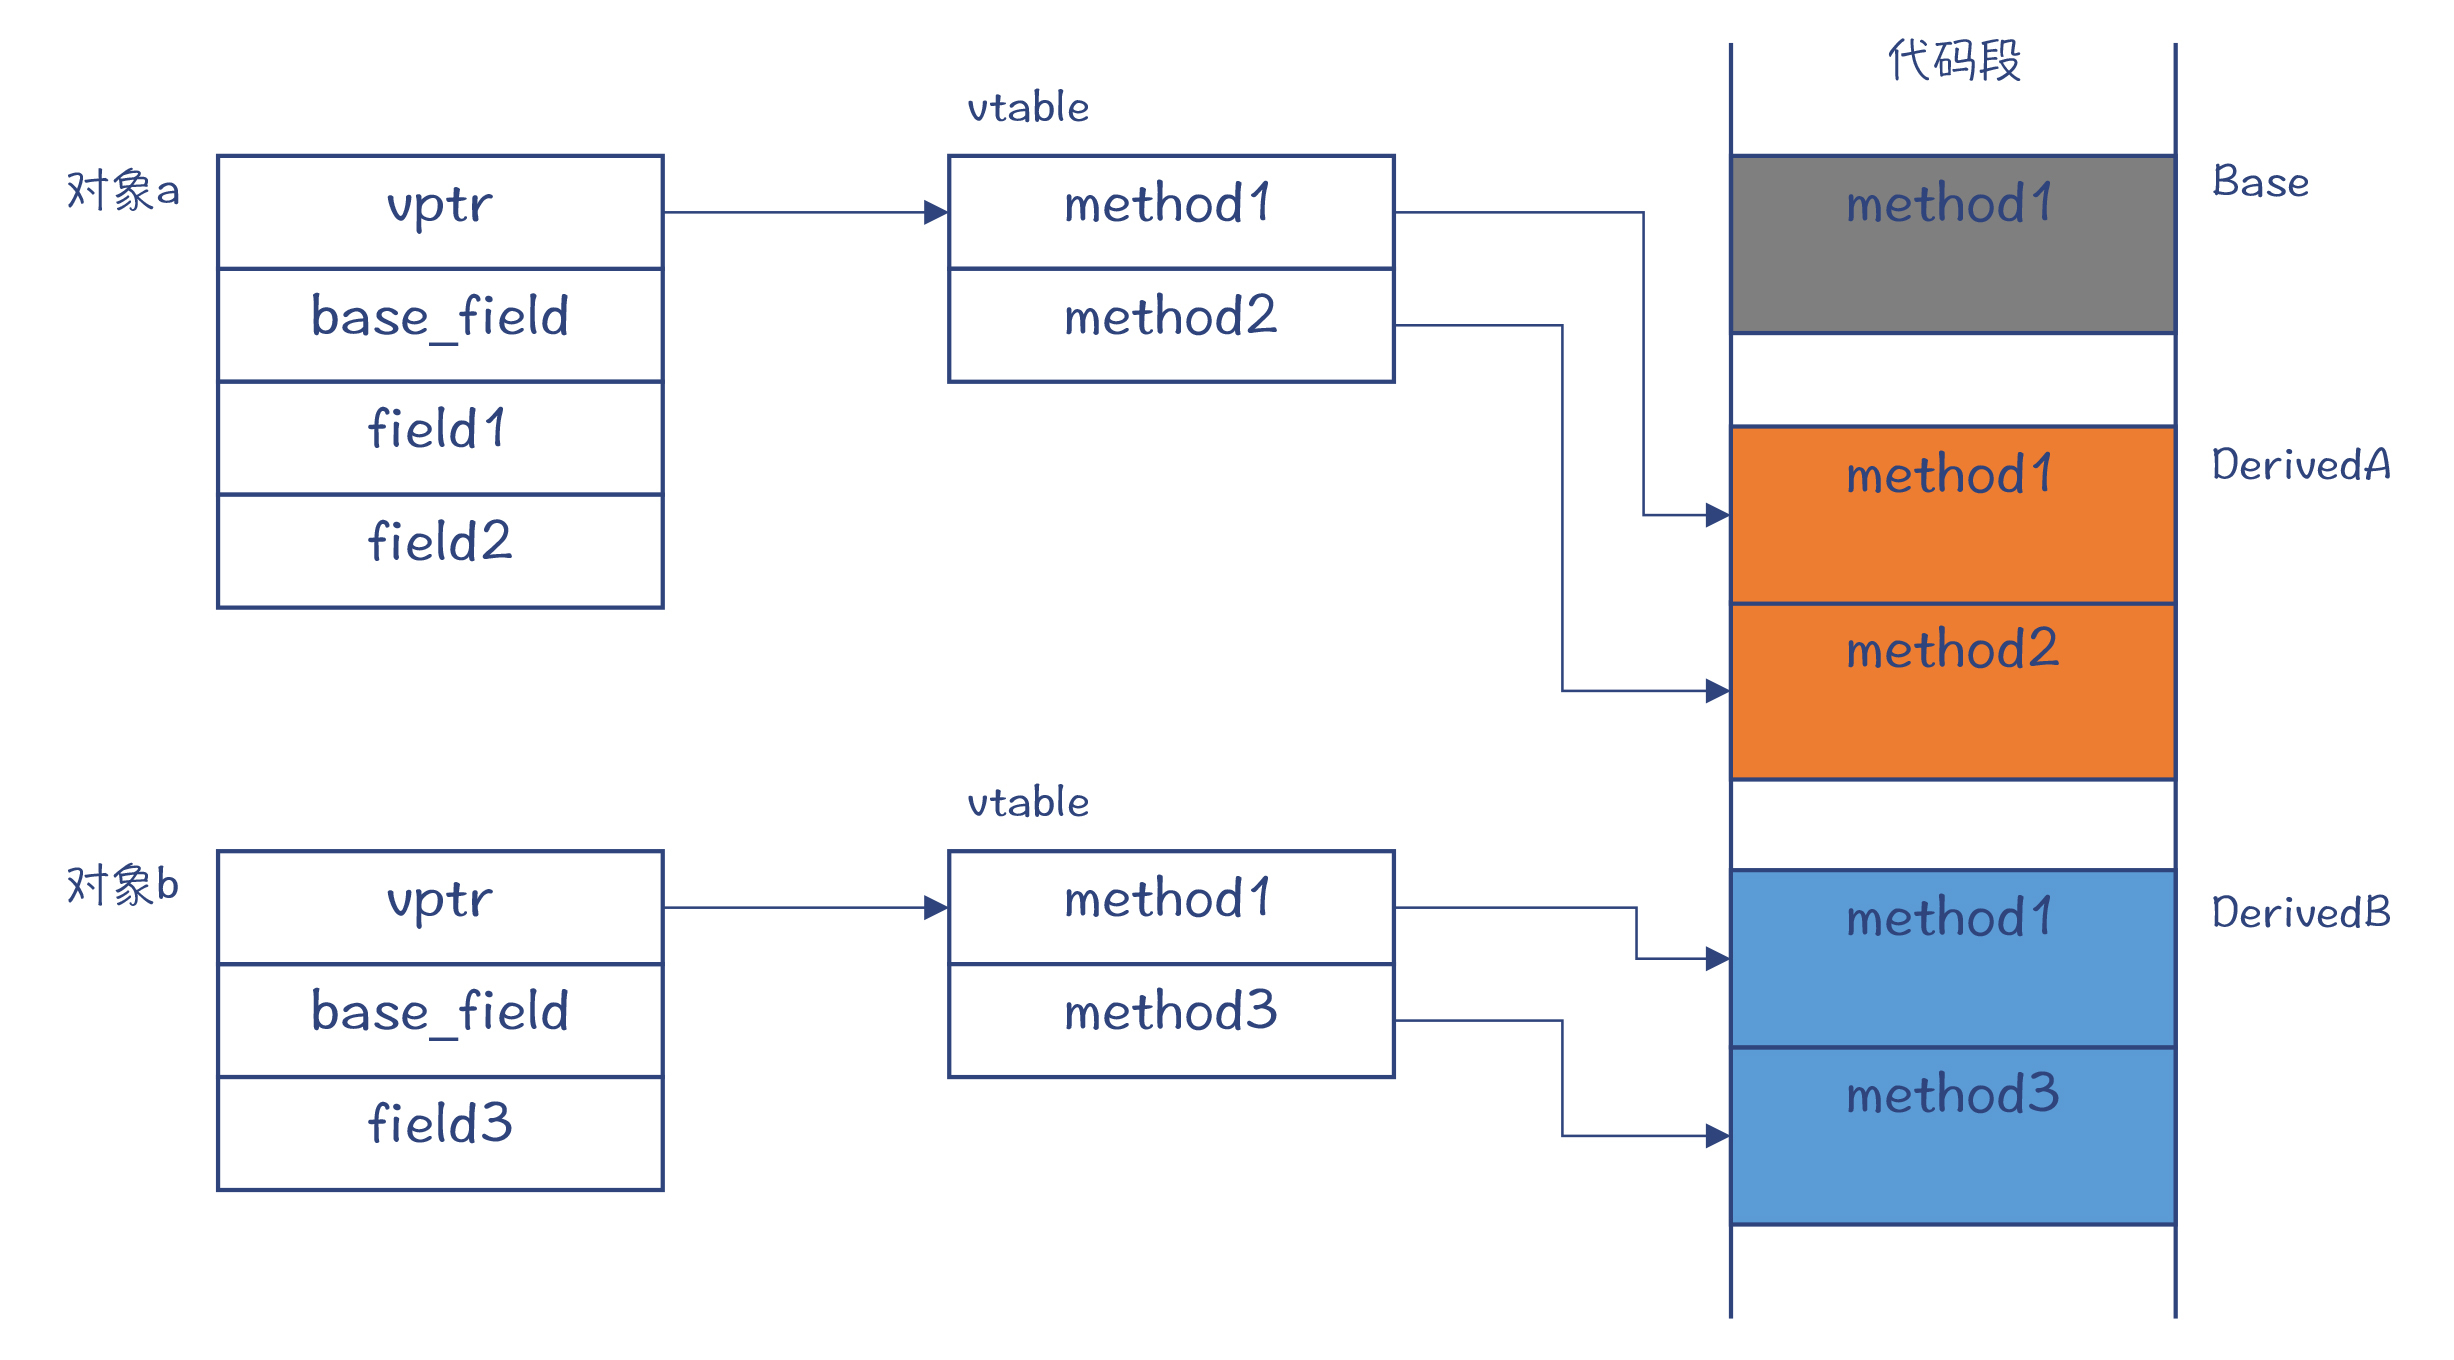 代码段
vtable
对象a
vptr
base_field
field1
field2
method1
method2
method1
Base
method1
DerivedA
method2
vtable
对象b
vptr
base_field
field3
method1
method3
method1
DerivedB
method3